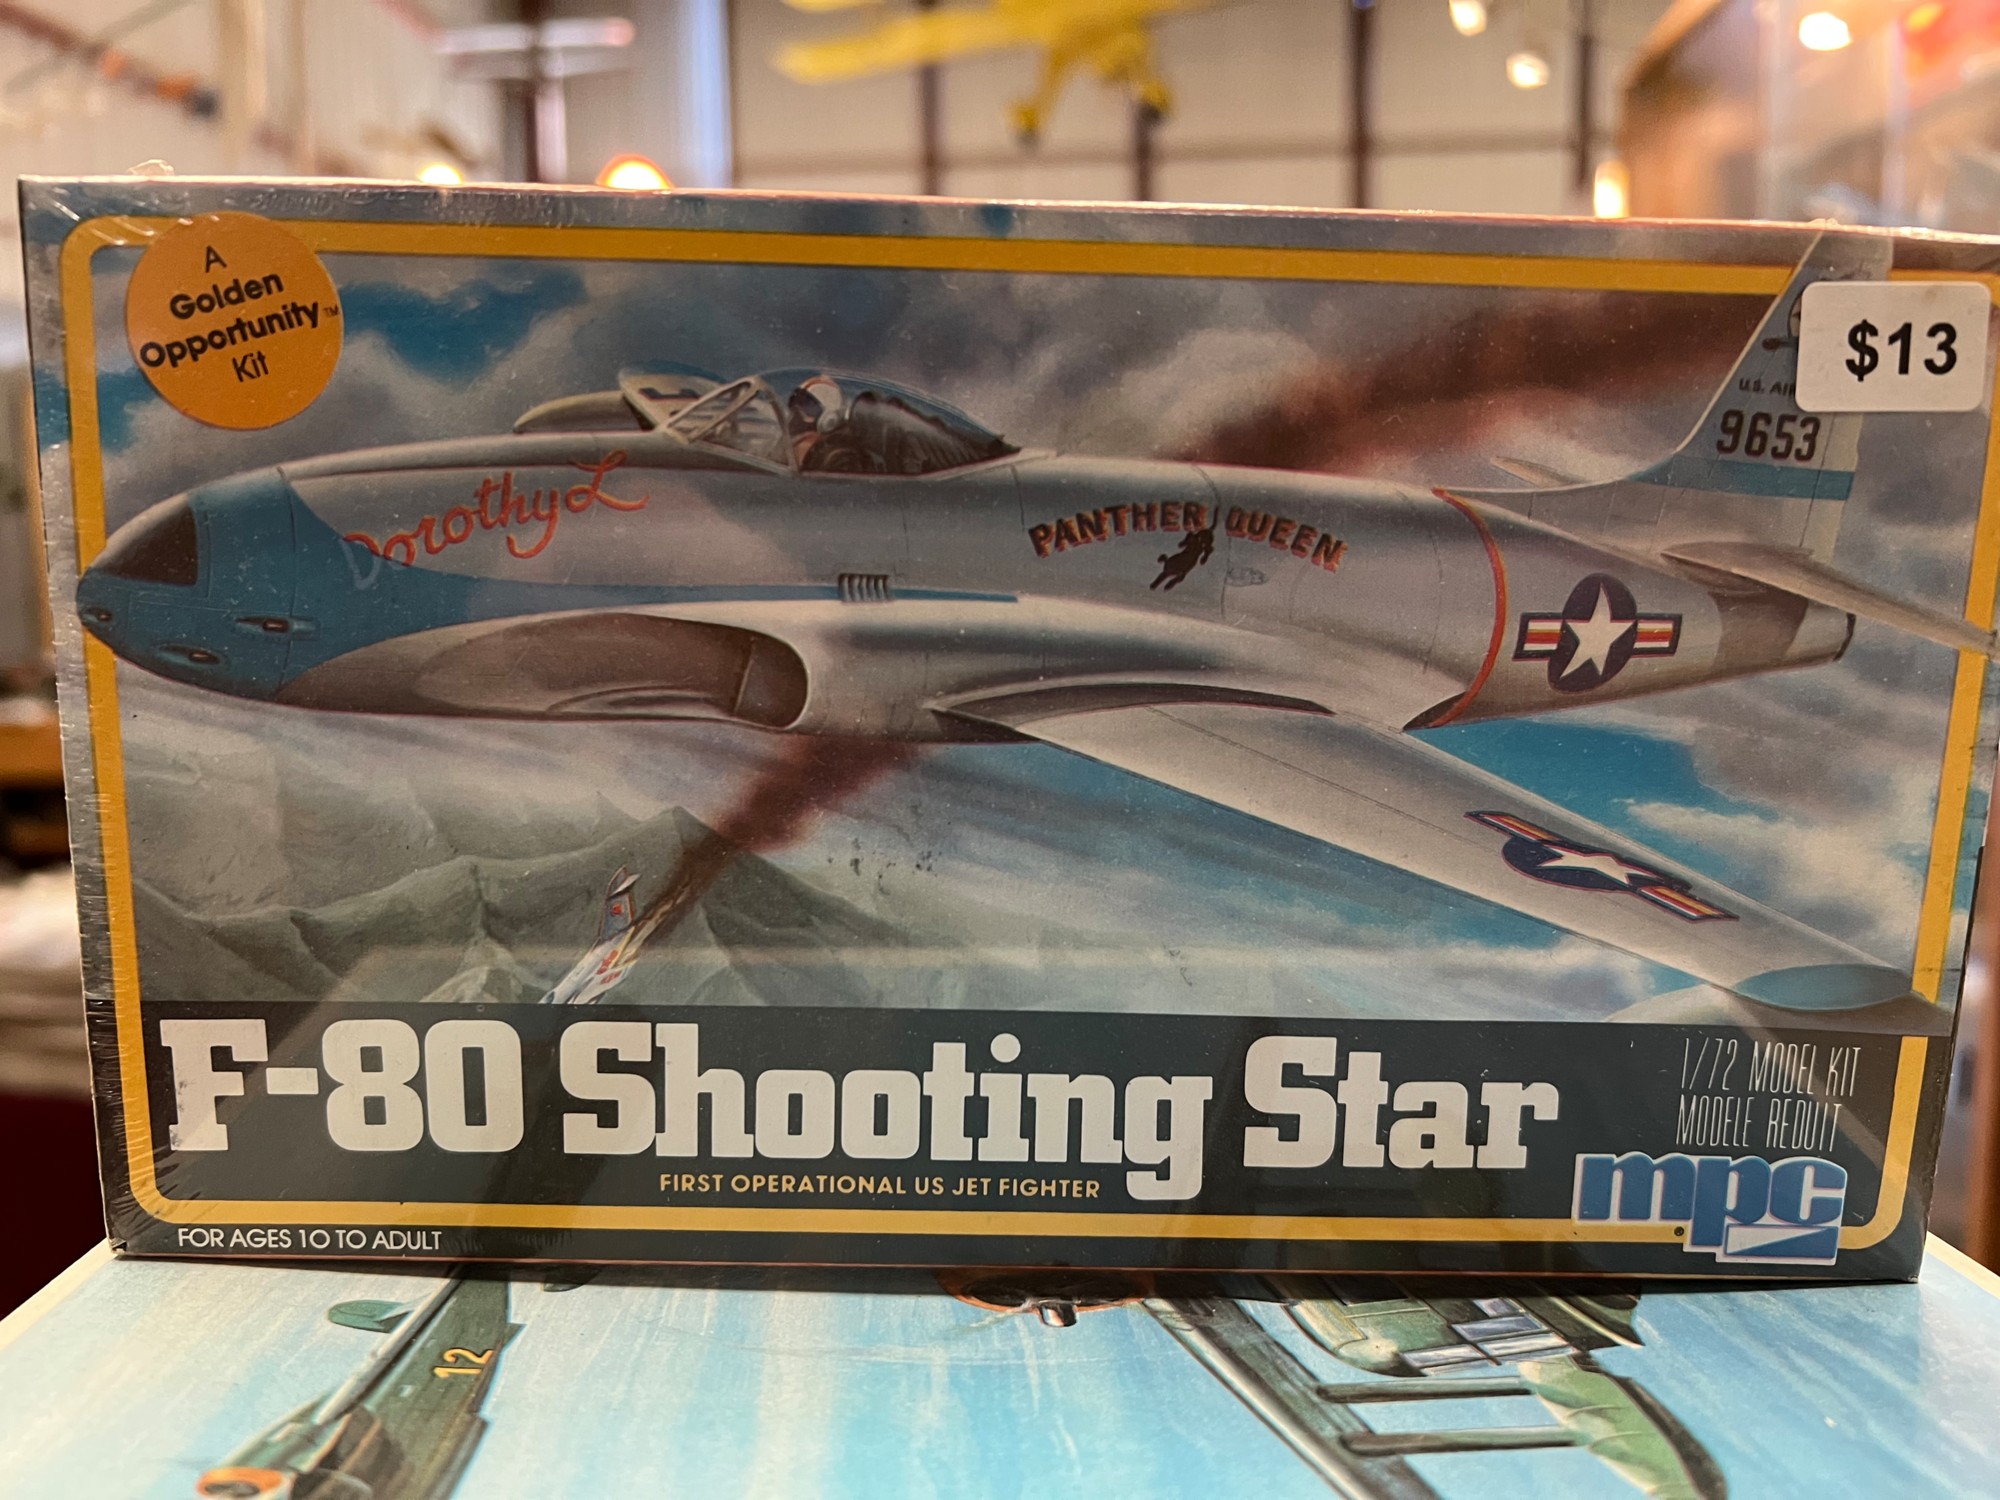 A
Golden
Opportunity™
Kit
$13
U.S. AI
9653
Dorothy L
PANTHER QUEEN
F-80 Shooting Star
FIRST OPERATIONAL US JET FIGHTER
1/72 MODEL KIT
MODELE REDUIT
mpc
®
FOR AGES 10 TO ADULT
12